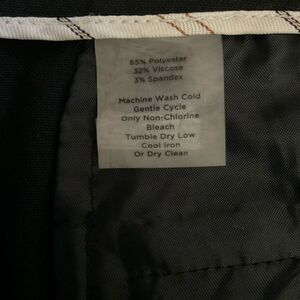 65% Polyester
32% Viscose
3% Spandex
Machine Wash Cold
Gentle Cycle
Only Non-Chlorine
Bleach
Tumble Dry Low
Cool Iron
Or Dry Clean